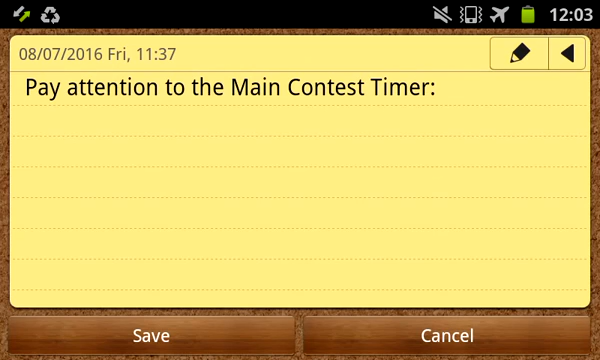 12:03
08/07/2016 Fri, 11:37
Pay attention to the Main Contest Timer:
Save
Cancel